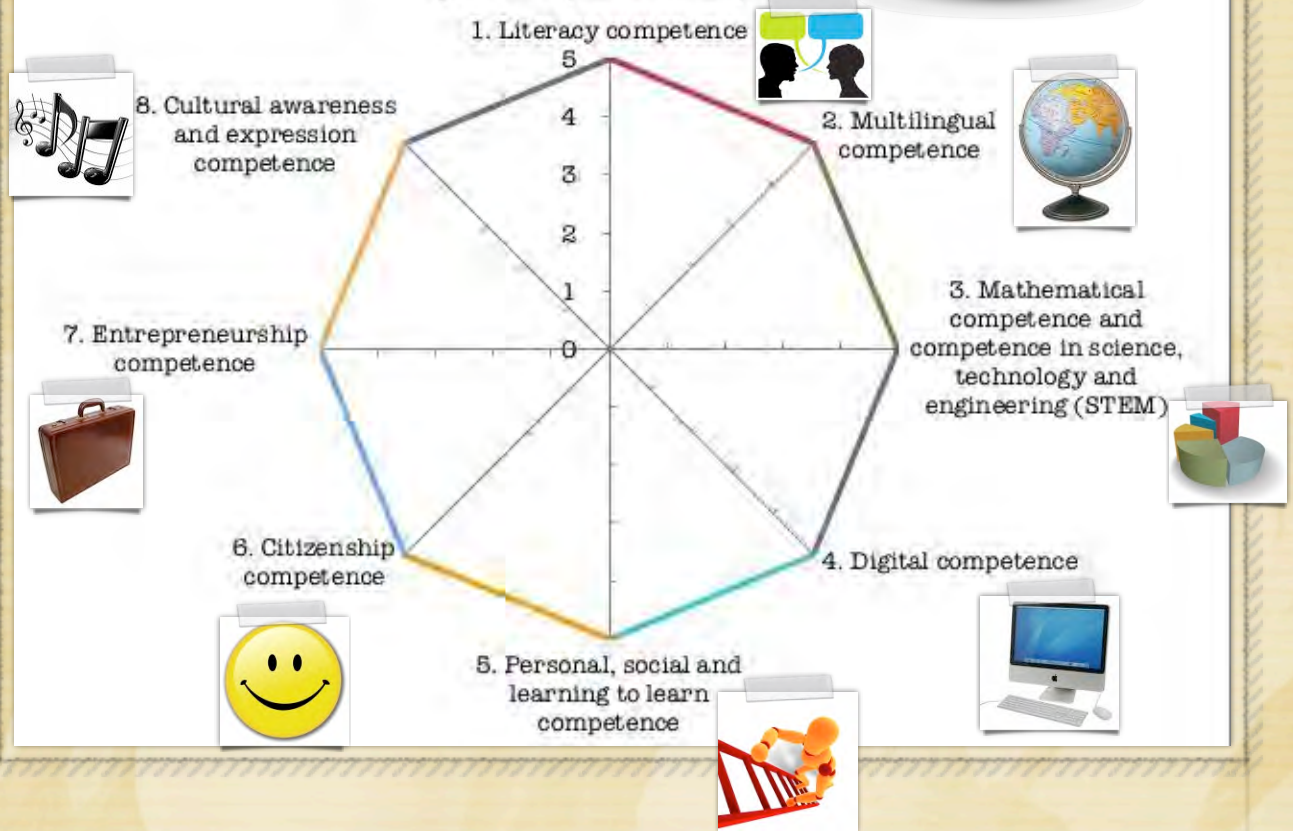 1. Literacy competence
5
4
3
2
1
0
2. Multilingual
competence
3. Mathematical
competence and
competence in science,
technology and
engineering (STEM)
4. Digital competence
5. Personal, social and
learning to learn
competence
6. Citizenship
competence
7. Entrepreneurship
competence
8. Cultural awareness
and expression
competence